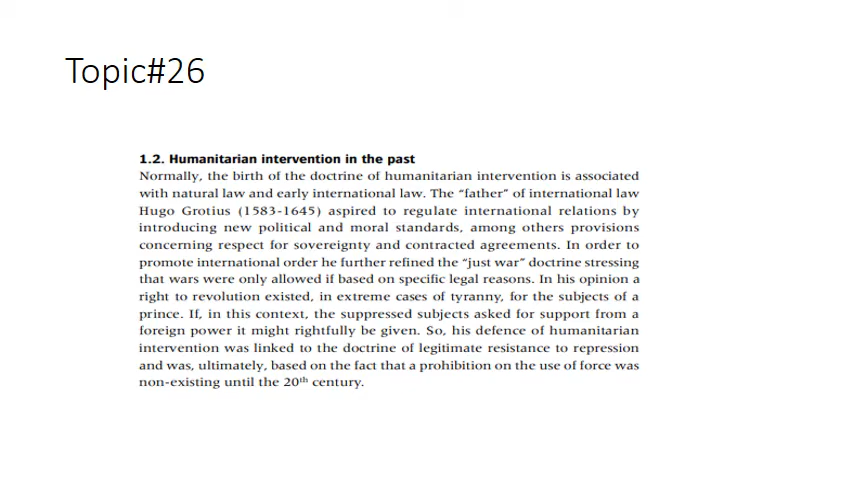 Topic#26
1.2. Humanitarian intervention in the past
Normally, the birth of the doctrine of humanitarian intervention is associated
with natural law and early international law. The “father” of international law
Hugo Grotius (1583-1645) aspired to regulate international relations by
introducing new political and moral standards, among others provisions
concerning respect for sovereignty and contracted agreements. In order to
promote international order he further refined the “just war” doctrine stressing
that wars were only allowed if based on specific legal reasons. In his opinion a
right to revolution existed, in extreme cases of tyranny, for the subjects of a
prince. If, in this context, the suppressed subjects asked for support from a
foreign power it might rightfully be given. So, his defence of humanitarian
intervention was linked to the doctrine of legitimate resistance to repression
and was, ultimately, based on the fact that a prohibition on the use of force was
non-existing until the 20th century.